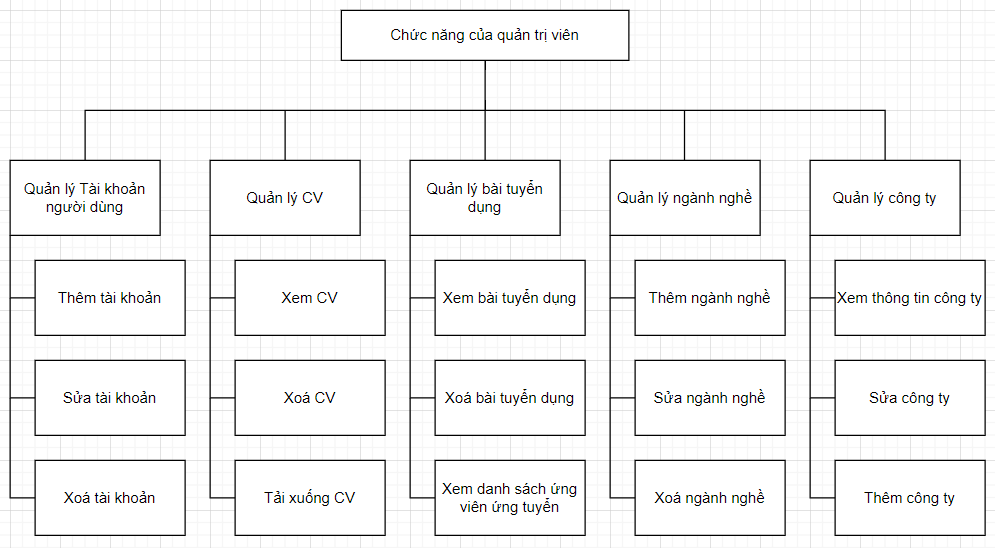 Chức năng của quản trị viên
Quản lý Tài khoản
người dùng
Quản lý CV
Quản lý bài tuyển
dụng
Quản lý ngành nghề
Quản lý công ty
Thêm tài khoản
Xem CV
Xem bài tuyển dụng
Thêm ngành nghề
Xem thông tin công ty
Sửa tài khoản
Xoá CV
Xoá bài tuyển dụng
Sửa ngành nghề
Sửa công ty
Xoá tài khoản
Tải xuống CV
Xem danh sách ứng
viên ứng tuyển
Xoá ngành nghề
Thêm công ty